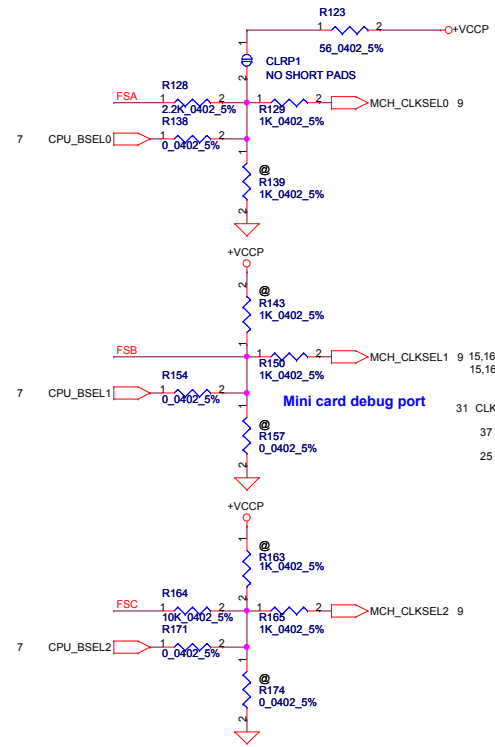 R123
1 2 +VCCP
56_0402_5%
1
CLRP1
NO SHORT PADS
2
R128
FSA 1 2 1 2 MCH_CLKSEL0 9
2.2K_0402_5% R129
R138 1K_0402_5%
7 CPU_BSEL0 1 2
0_0402_5%
1
@
R139
1K_0402_5%
2
+VCCP
2
@
R143
1K_0402_5%
1
FSB 1 2 MCH_CLKSEL1 9 15,16
R150 15,16
R154 1K_0402_5%
7 CPU_BSEL1 1 2
0_0402_5%
Mini card debug port
31 CLK
1
@
R157
0_0402_5%
2
37
25
+VCCP
1
@
R163
1K_0402_5%
2
R164
FSC 1 2 1 2 MCH_CLKSEL2 9
10K_0402_5% R165
R171 1K_0402_5%
7 CPU_BSEL2 1 2
0_0402_5%
1
@
R174
0_0402_5%
2